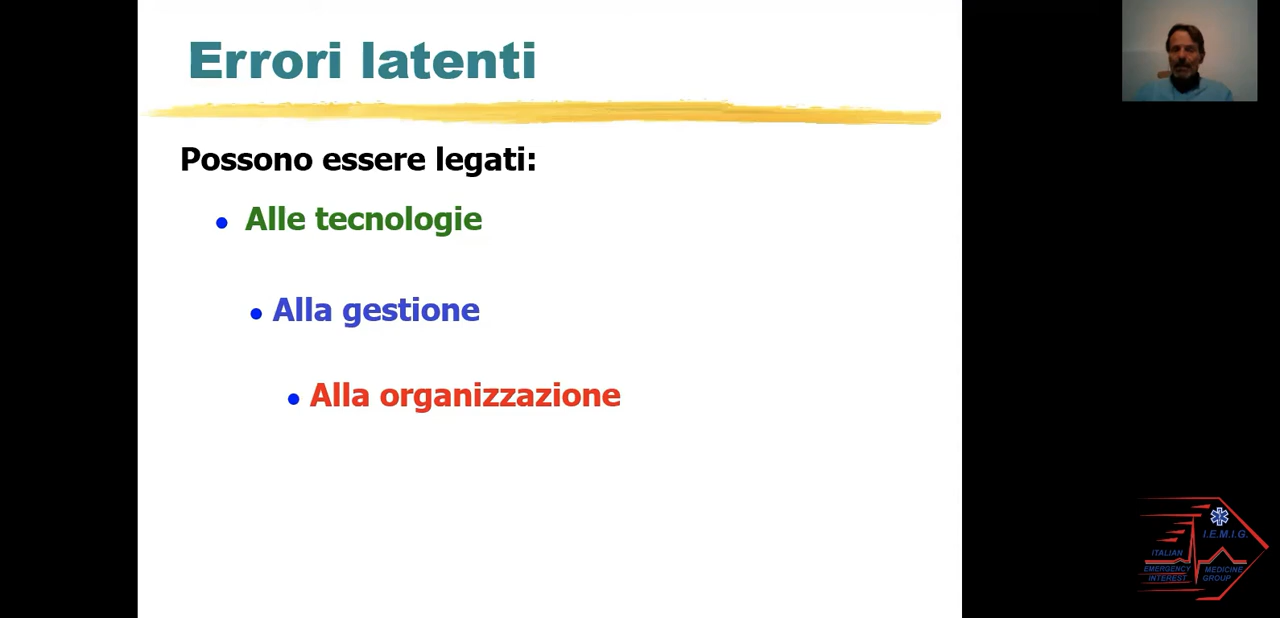 Errori latenti
Possono essere legati:
• Alle tecnologie
• Alla gestione
• Alla organizzazione
I.E.M.I.G.
ITALIAN
EMERGENCY
INTEREST
MEDICINE
GROUP